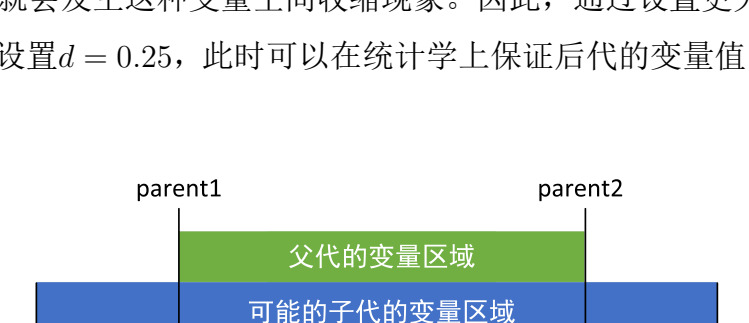 就会发生这种变量空间收缩现象。因此，通过设置更
设置d = 0.25，此时可以在统计学上保证后代的变量值
parent1 parent2
父代的变量区域
可能的子代的变量区域